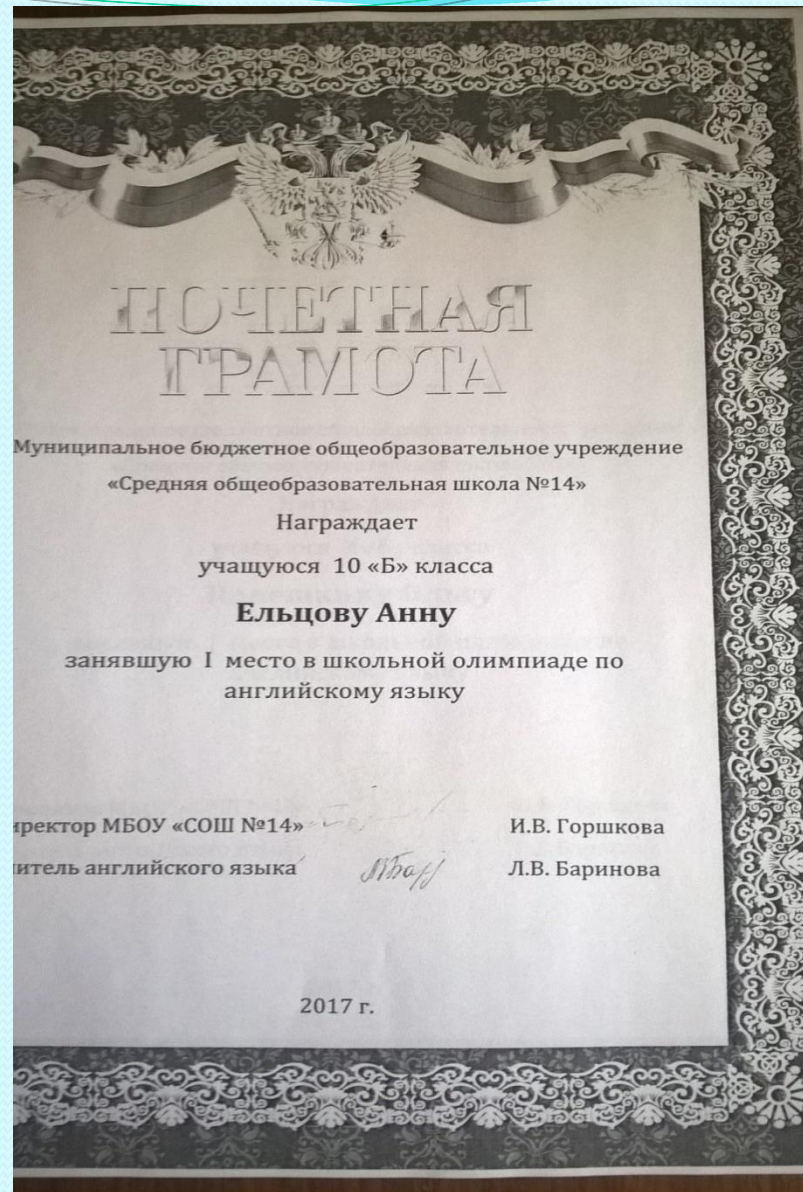 ПОЧЕТНАЯ
ГРАМОТА
Муниципальное бюджетное общеобразовательное учреждение
«Средняя общеобразовательная школа №14»
Награждает
учащуюся 10 «Б» класса
Ельцову Анну
занявшую I место в школьной олимпиаде по
английскому языку
иректор МБОУ «СОШ №14» И.В. Горшкова
итель английского языка Л.В. Баринова
2017 г.